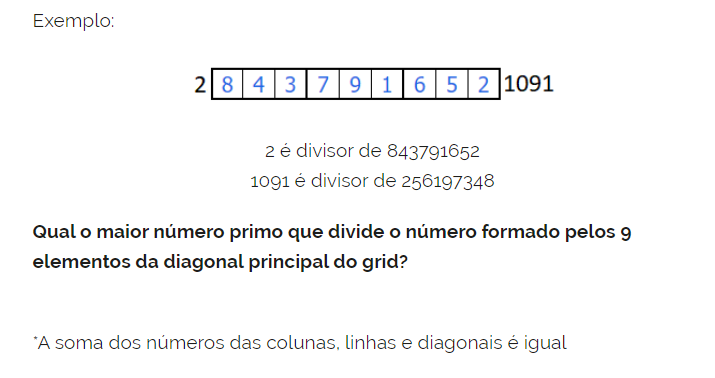 Exemplo:
2 8 4 3 7 9 1 6 5 2 1091
2 é divisor de 843791652
1091 é divisor de 256197348
Qual o maior número primo que divide o número formado pelos 9
elementos da diagonal principal do grid?
*A soma dos números das colunas, linhas e diagonais é igual